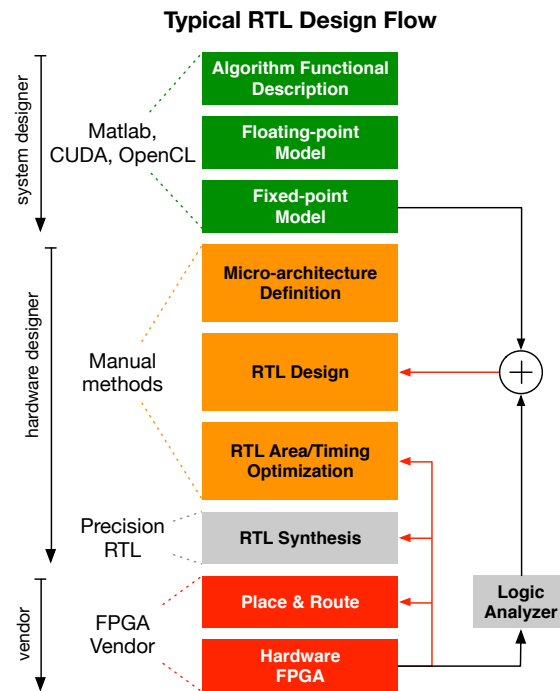 Typical RTL Design Flow
system designer
Matlab,
CUDA, OpenCL
Algorithm Functional
Description
Floating-point
Model
Fixed-point
Model
hardware designer
Manual
methods
Micro-architecture
Definition
RTL Design
RTL Area/Timing
Optimization
Precision
RTL
RTL Synthesis
vendor
FPGA
Vendor
Place & Route
Hardware
FPGA
+
Logic
Analyzer